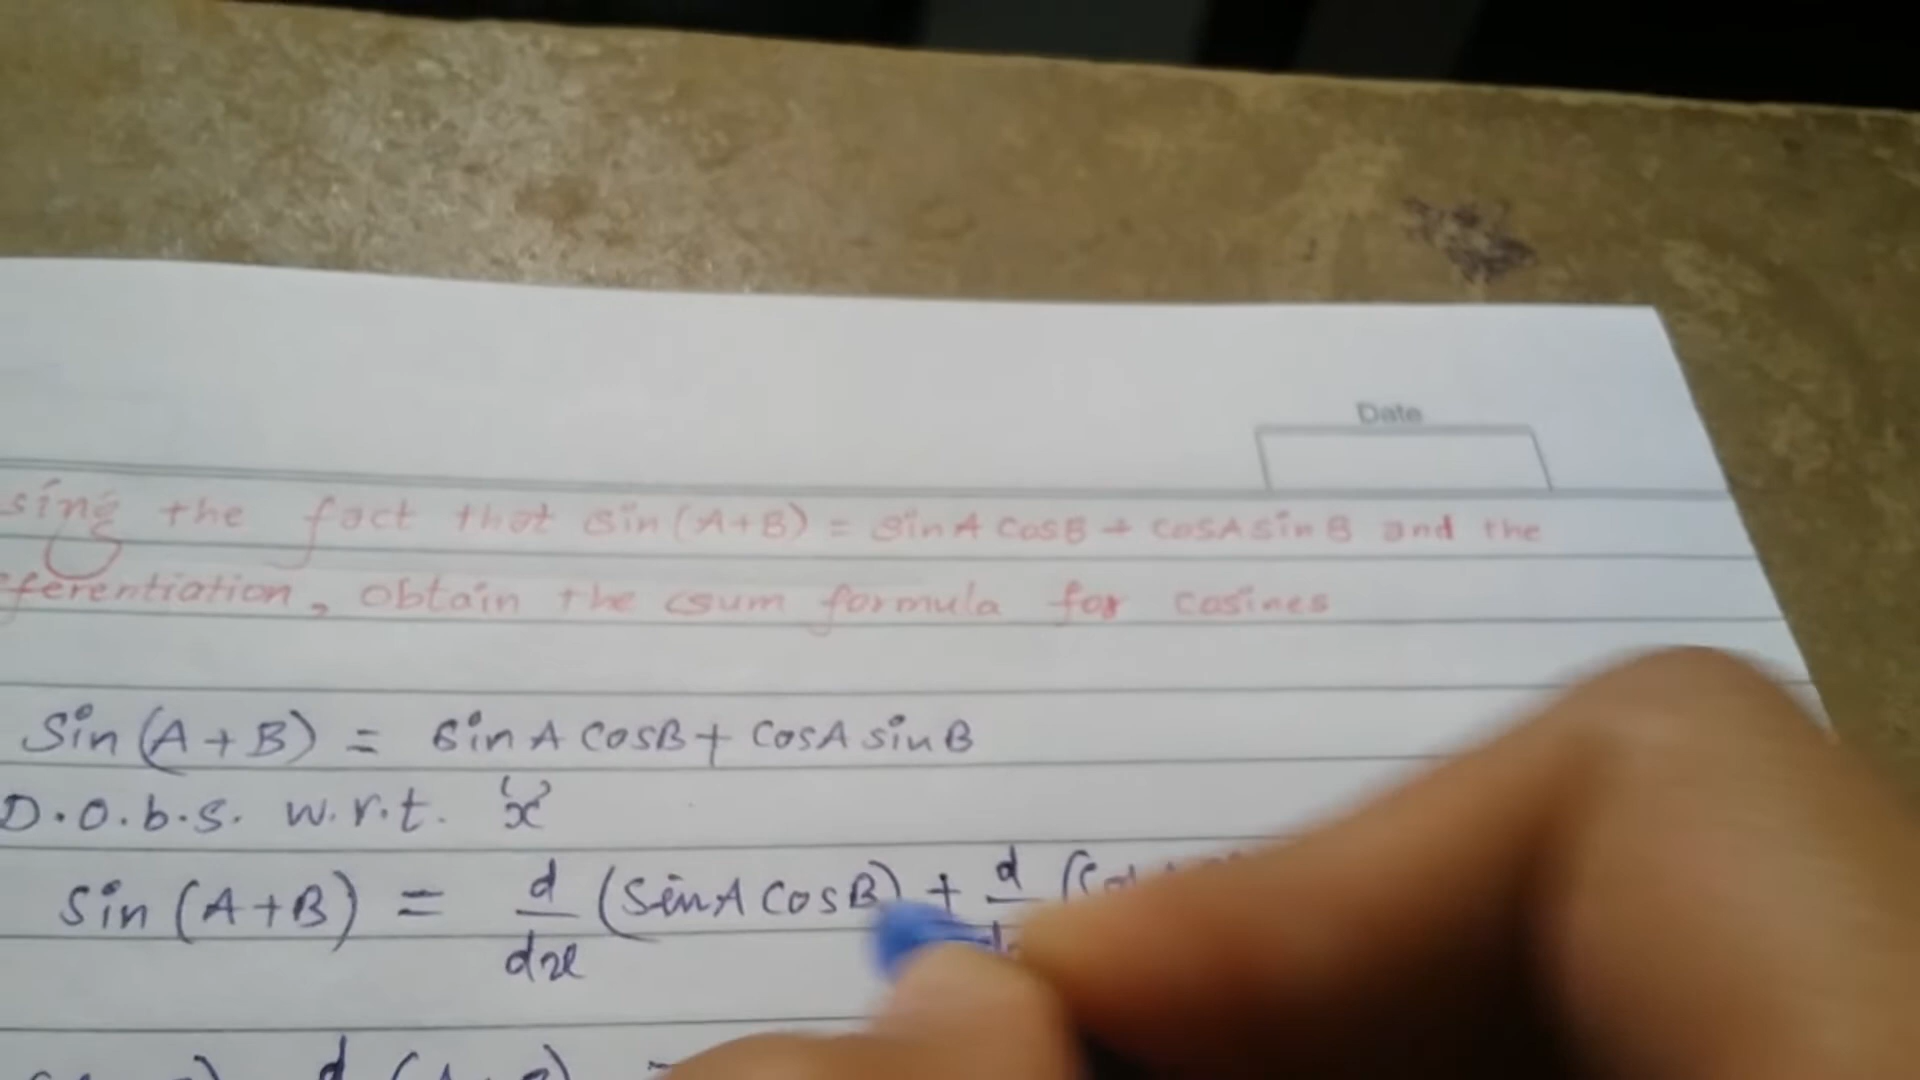 Date
sing the fact that sin(A+B) = sinA cosB + cosA sinB and the
fferentiation, obtain the sum formula for cosines
Sin(A+B) = sinA cosB + cosA sinB
D.O.b.s. w.r.t. 'x'
sin(A+B) = d/dx (sinA cosB) + d
d (A+B) =